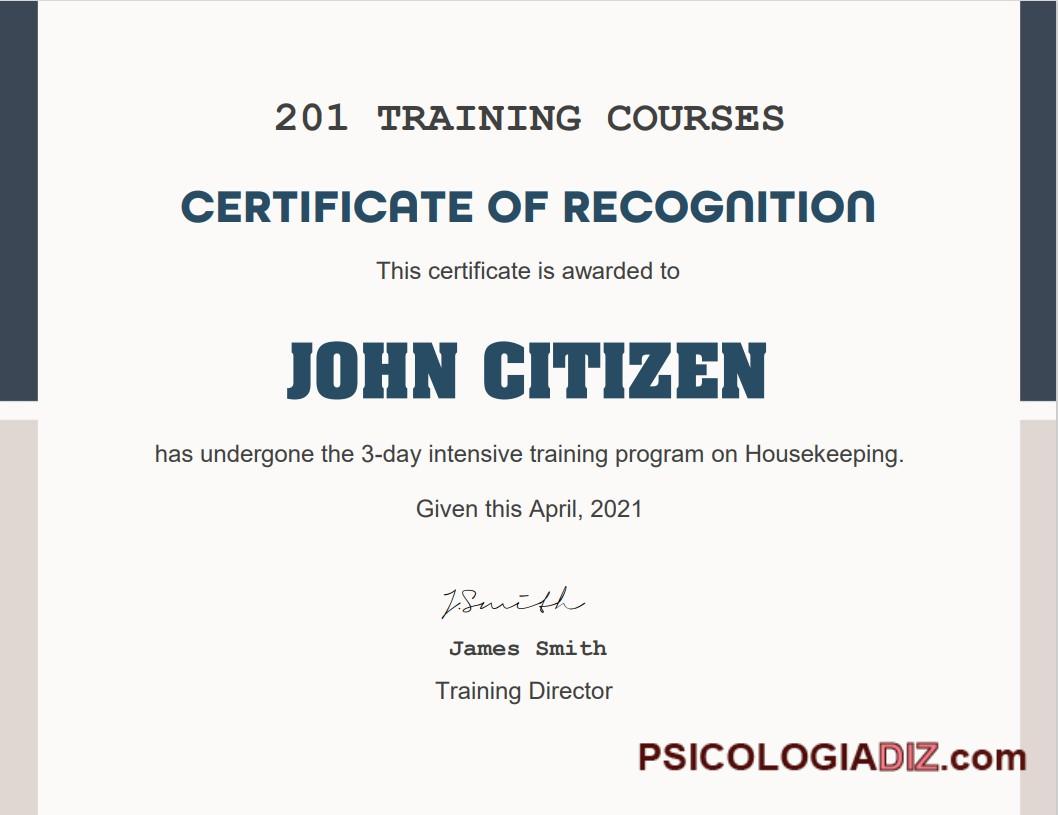 201 TRAINING COURSES
CERTIFICATE OF RECOGNITION
This certificate is awarded to
JOHN CITIZEN
has undergone the 3-day intensive training program on Housekeeping.
Given this April, 2021
J.Smith
James Smith
Training Director
PSICOLOGIADIZ.com